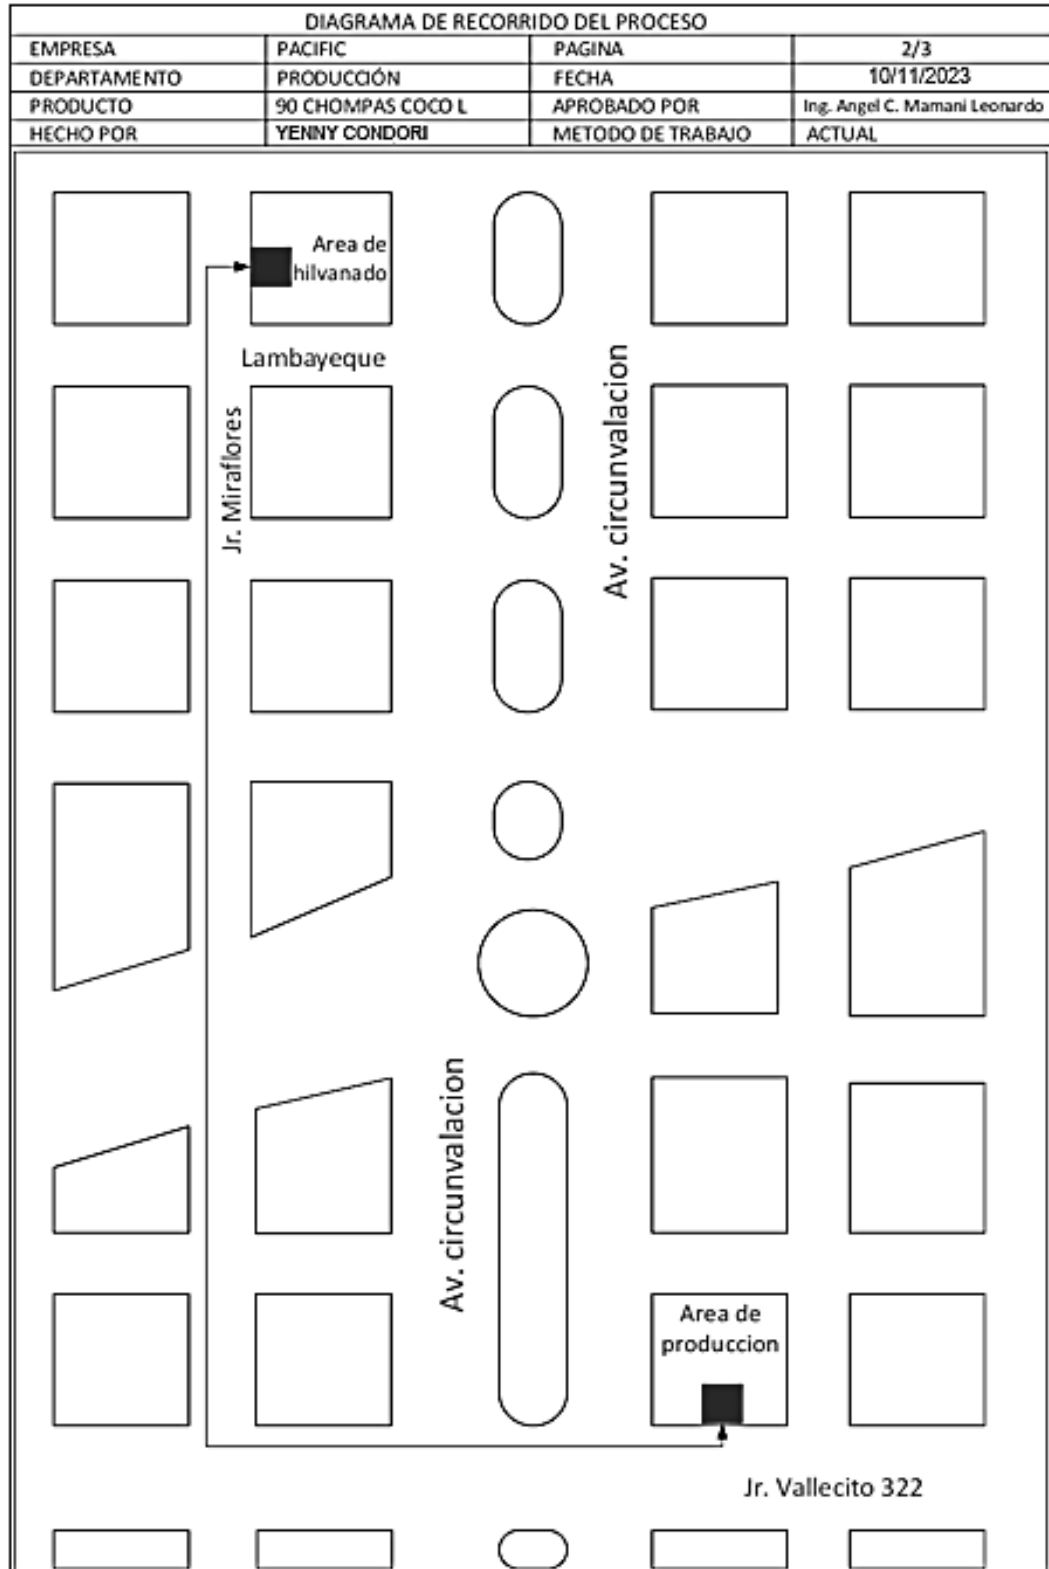 DIAGRAMA DE RECORRIDO DEL PROCESO
EMPRESA PACIFIC PAGINA 2/3
DEPARTAMENTO PRODUCCIÓN FECHA 10/11/2023
PRODUCTO 90 CHOMPAS COCO L APROBADO POR Ing. Angel C. Mamani Leonardo
HECHO POR YENNY CONDORI METODO DE TRABAJO ACTUAL
Area de
hilvanado
Lambayeque
Jr. Miraflores
Av. circunvalacion
Av. circunvalacion
Area de
produccion
Jr. Vallecito 322